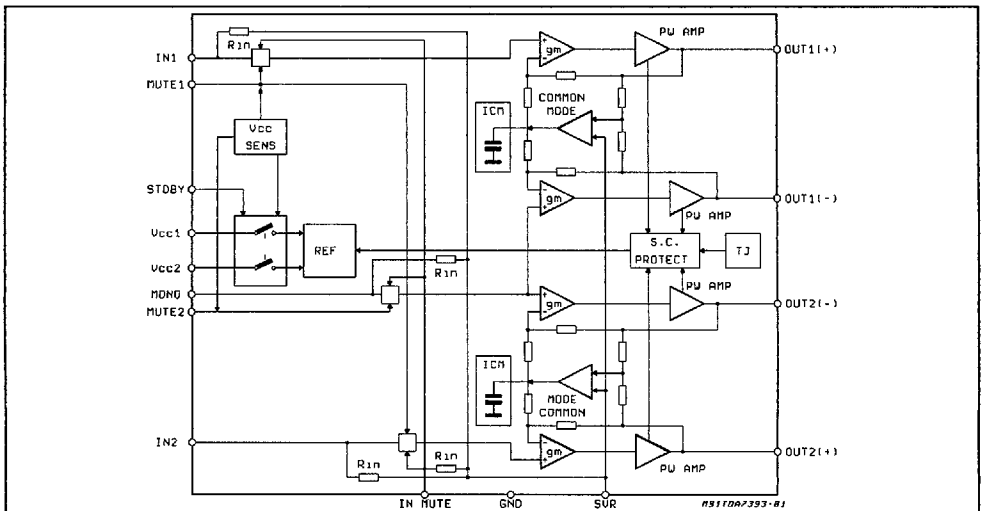 PW AMP
Rin
gm
OUT1(+)
IN1
MUTE1
ICM
COMMON
MODE
Vcc
SENS
STDBY
gm
OUT1(-)
PW AMP
Vcc1
REF
S.C.
PROTECT
TJ
Vcc2
Rin
PW AMP
MONO
gm
OUT2(-)
MUTE2
ICM
MODE
COMMON
IN2
Rin
Rin
gm
OUT2(+)
PW AMP
IN MUTE
GND
SVR
M91TDA7393-01